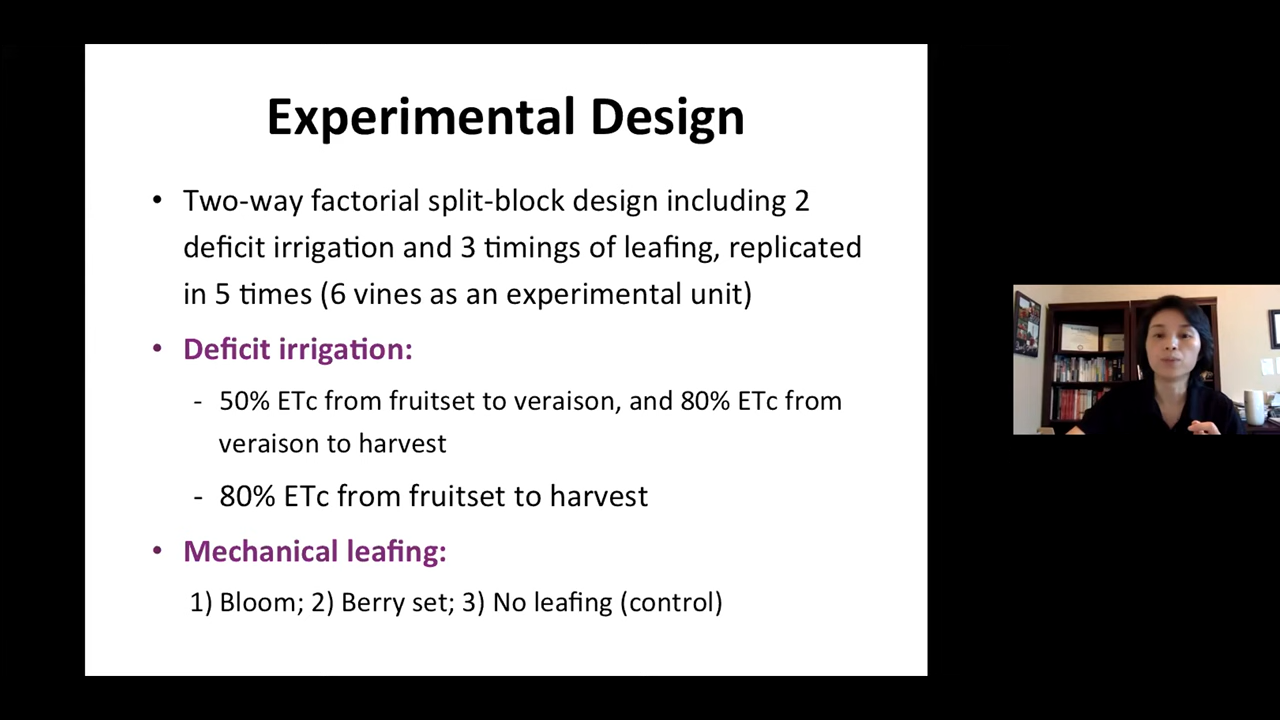 Experimental Design
• Two-way factorial split-block design including 2
deficit irrigation and 3 timings of leafing, replicated
in 5 times (6 vines as an experimental unit)
• Deficit irrigation:
- 50% ETc from fruitset to veraison, and 80% ETc from
veraison to harvest
- 80% ETc from fruitset to harvest
• Mechanical leafing:
1) Bloom; 2) Berry set; 3) No leafing (control)